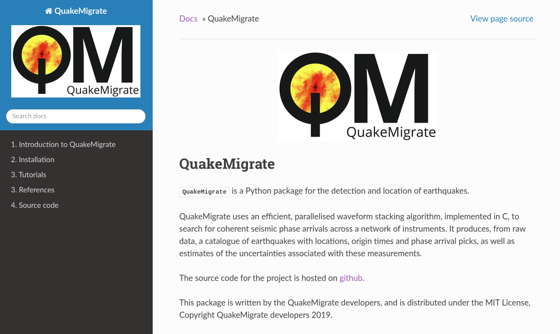 QuakeMigrate
QM
QuakeMigrate
Search docs
1. Introduction to QuakeMigrate
2. Installation
3. Tutorials
3. References
4. Source code
Docs » QuakeMigrate
View page source
QM
QuakeMigrate
QuakeMigrate
QuakeMigrate is a Python package for the detection and location of earthquakes.
QuakeMigrate uses an efficient, parallelised waveform stacking algorithm, implemented in C, to
search for coherent seismic phase arrivals across a network of instruments. It produces, from raw
data, a catalogue of earthquakes with locations, origin times and phase arrival picks, as well as
estimates of the uncertainties associated with these measurements.
The source code for the project is hosted on github.
This package is written by the QuakeMigrate developers, and is distributed under the MIT License,
Copyright QuakeMigrate developers 2019.